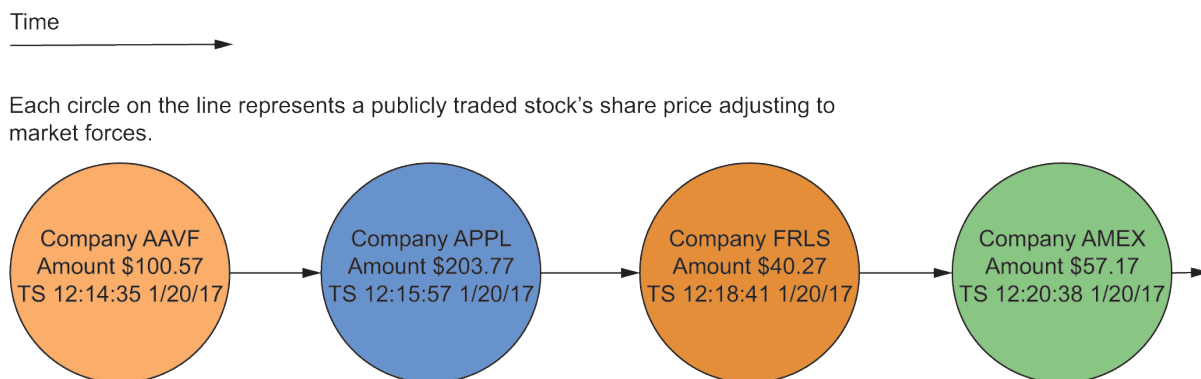 Time
Each circle on the line represents a publicly traded stock's share price adjusting to
market forces.
Company AAVF
Amount $100.57
TS 12:14:35 1/20/17
Company APPL
Amount $203.77
TS 12:15:57 1/20/17
Company FRLS
Amount $40.27
TS 12:18:41 1/20/17
Company AMEX
Amount $57.17
TS 12:20:38 1/20/17